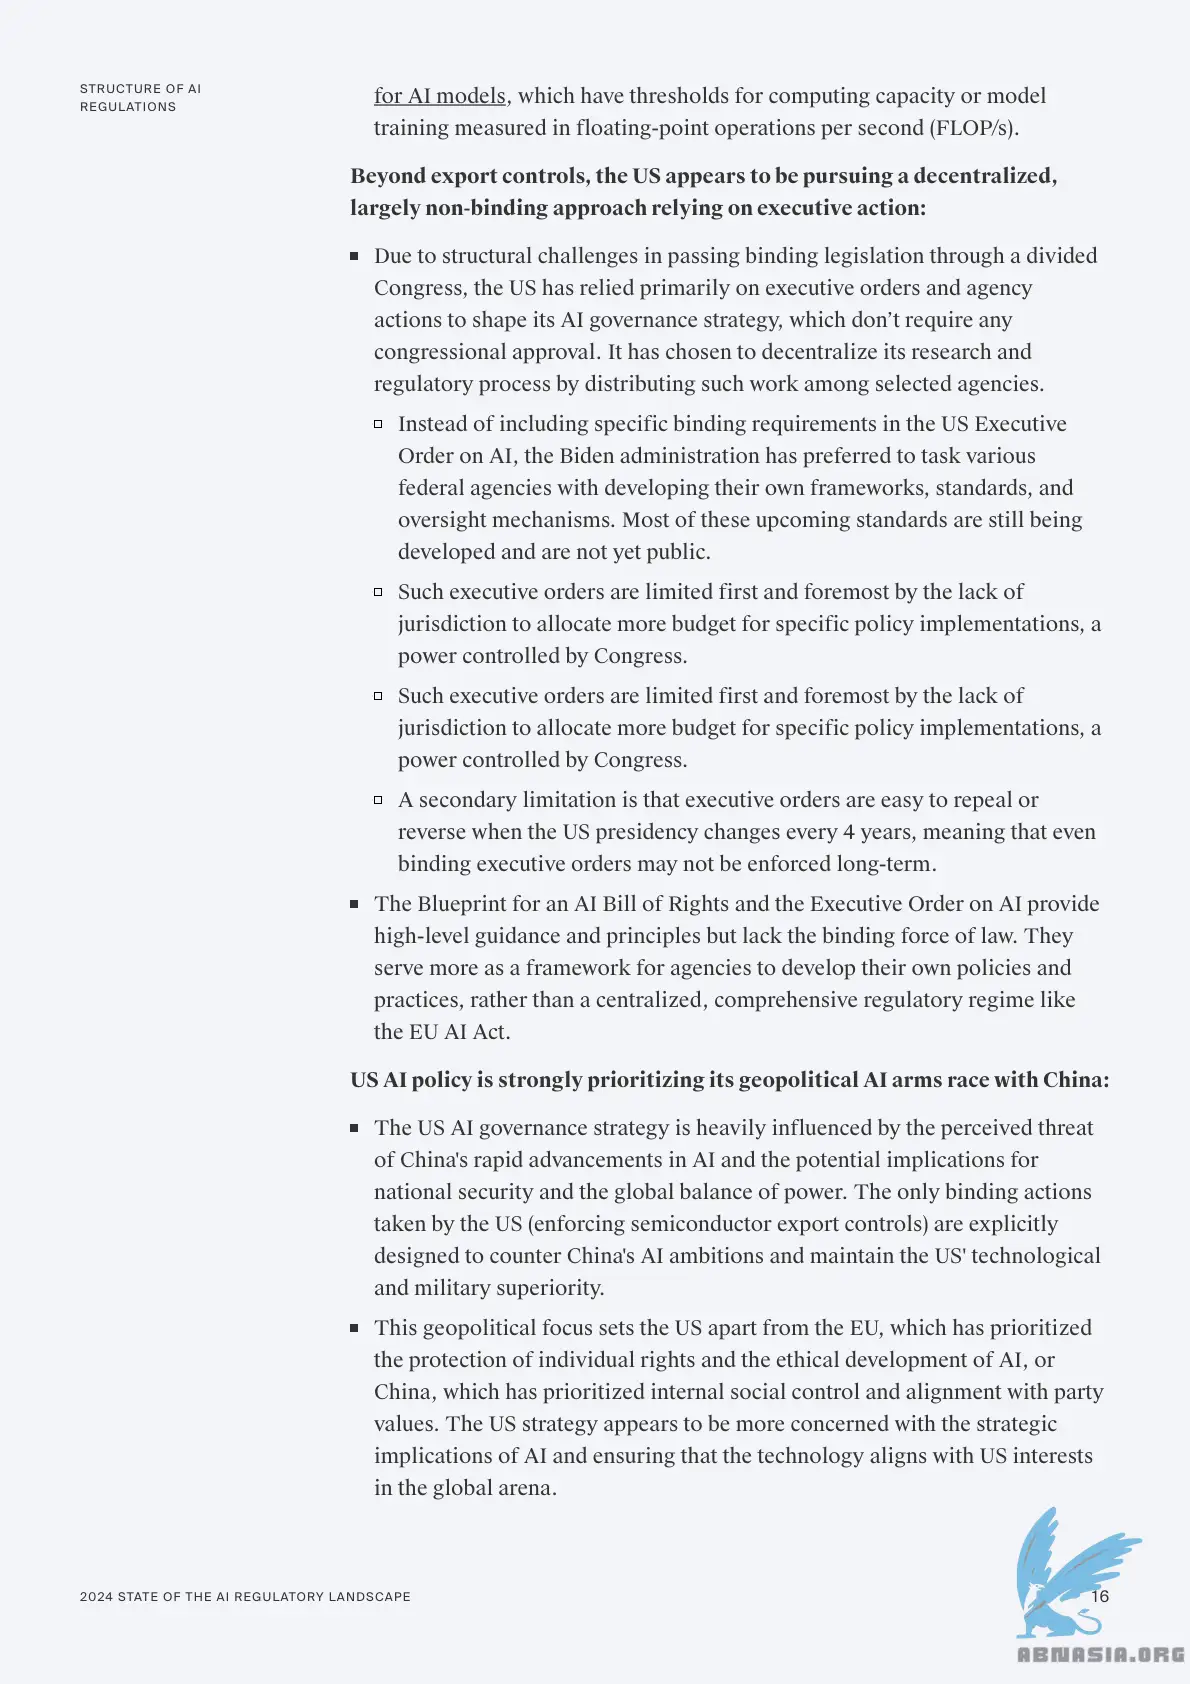 STRUCTURE OF AI
REGULATIONS
for AI models, which have thresholds for computing capacity or model
training measured in floating-point operations per second (FLOP/s).
Beyond export controls, the US appears to be pursuing a decentralized,
largely non-binding approach relying on executive action:
Due to structural challenges in passing binding legislation through a divided
Congress, the US has relied primarily on executive orders and agency
actions to shape its AI governance strategy, which don’t require any
congressional approval. It has chosen to decentralize its research and
regulatory process by distributing such work among selected agencies.
Instead of including specific binding requirements in the US Executive
Order on AI, the Biden administration has preferred to task various
federal agencies with developing their own frameworks, standards, and
oversight mechanisms. Most of these upcoming standards are still being
developed and are not yet public.
Such executive orders are limited first and foremost by the lack of
jurisdiction to allocate more budget for specific policy implementations, a
power controlled by Congress.
Such executive orders are limited first and foremost by the lack of
jurisdiction to allocate more budget for specific policy implementations, a
power controlled by Congress.
A secondary limitation is that executive orders are easy to repeal or
reverse when the US presidency changes every 4 years, meaning that even
binding executive orders may not be enforced long-term.
The Blueprint for an AI Bill of Rights and the Executive Order on AI provide
high-level guidance and principles but lack the binding force of law. They
serve more as a framework for agencies to develop their own policies and
practices, rather than a centralized, comprehensive regulatory regime like
the EU AI Act.
US AI policy is strongly prioritizing its geopolitical AI arms race with China:
The US AI governance strategy is heavily influenced by the perceived threat
of China's rapid advancements in AI and the potential implications for
national security and the global balance of power. The only binding actions
taken by the US (enforcing semiconductor export controls) are explicitly
designed to counter China's AI ambitions and maintain the US' technological
and military superiority.
This geopolitical focus sets the US apart from the EU, which has prioritized
the protection of individual rights and the ethical development of AI, or
China, which has prioritized internal social control and alignment with party
values. The US strategy appears to be more concerned with the strategic
implications of AI and ensuring that the technology aligns with US interests
in the global arena.
2024 STATE OF THE AI REGULATORY LANDSCAPE
16
ABNASIA.ORG